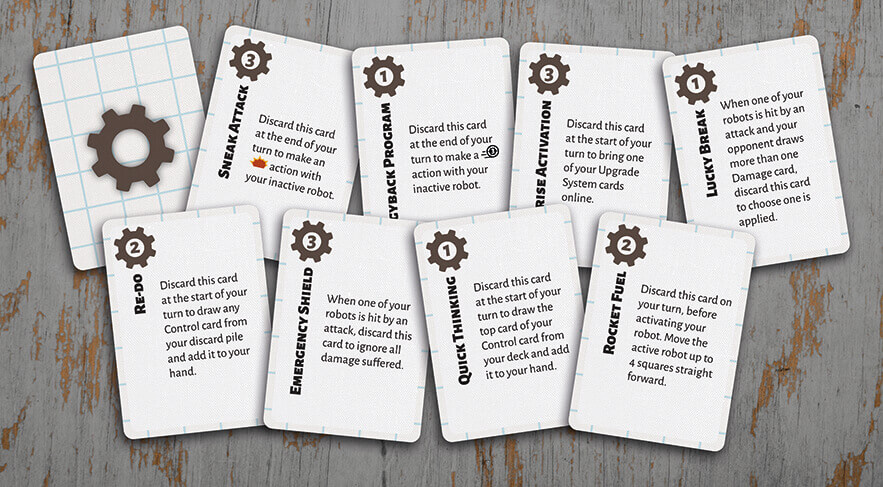 3
SNEAK ATTACK
Discard this card
at the end of your
turn to make an
action with
your inactive robot.
1
GYBACK PROGRAM
Discard this card
at the end of your
turn to make a
action with your
inactive robot.
3
RISE ACTIVATION
Discard this card
at the start of your
turn to bring one
of your Upgrade
System cards
online.
1
LUCKY BREAK
When one of your
robots is hit by an
attack and your
opponent draws
more than one
Damage card,
discard this card
to choose one is
applied.
2
RE-DO
Discard this card
at the start of your
turn to draw any
Control card from
your discard pile
and add it to your
hand.
3
EMERGENCY SHIELD
When one of your
robots is hit by an
attack, discard this
card to ignore all
damage suffered.
1
QUICK THINKING
Discard this card
at the start of your
turn to draw the
top card of your
Control card from
your deck and add
it to your hand.
2
ROCKET FUEL
Discard this card on
your turn, before
activating your
robot. Move the
active robot up to
4 squares straight
forward.